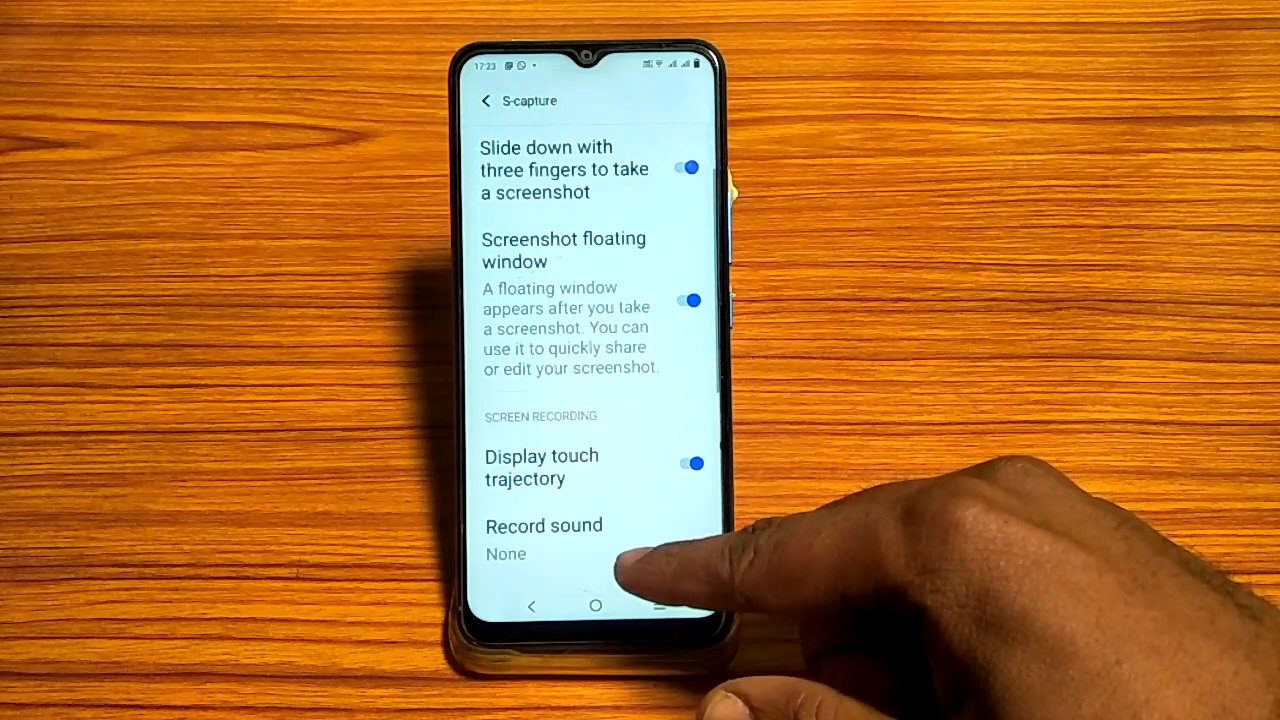 17:23
S-capture
Slide down with
three fingers to take
a screenshot
Screenshot floating
window
A floating window
appears after you take
a screenshot. You can
use it to quickly share
or edit your screenshot.
SCREEN RECORDING
Display touch
trajectory
Record sound
None